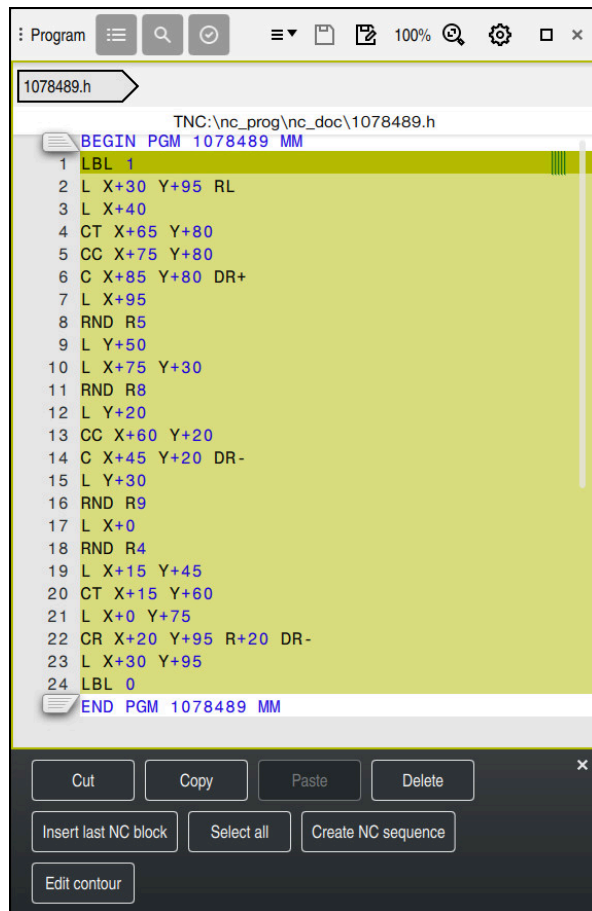 Program 100%
1078489.h
TNC:\nc_prog\nc_doc\1078489.h
BEGIN PGM 1078489 MM
1 LBL 1
2 L X+30 Y+95 RL
3 L X+40
4 CT X+65 Y+80
5 CC X+75 Y+80
6 C X+85 Y+80 DR+
7 L X+95
8 RND R5
9 L Y+50
10 L X+75 Y+30
11 RND R8
12 L Y+20
13 CC X+60 Y+20
14 C X+45 Y+20 DR-
15 L Y+30
16 RND R9
17 L X+0
18 RND R4
19 L X+15 Y+45
20 CT X+15 Y+60
21 L X+0 Y+75
22 CR X+20 Y+95 R+20 DR-
23 L X+30 Y+95
24 LBL 0
END PGM 1078489 MM
Cut Copy Paste Delete
Insert last NC block Select all Create NC sequence
Edit contour